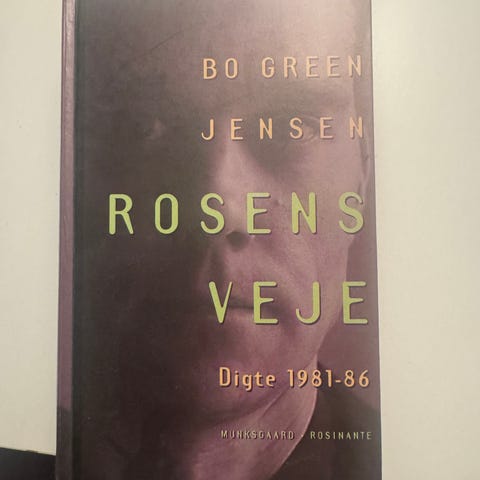 BO GREEN
JENSEN
ROSENS
VEJE
Digte 1981-86
MUNKSGAARD · ROSINANTE